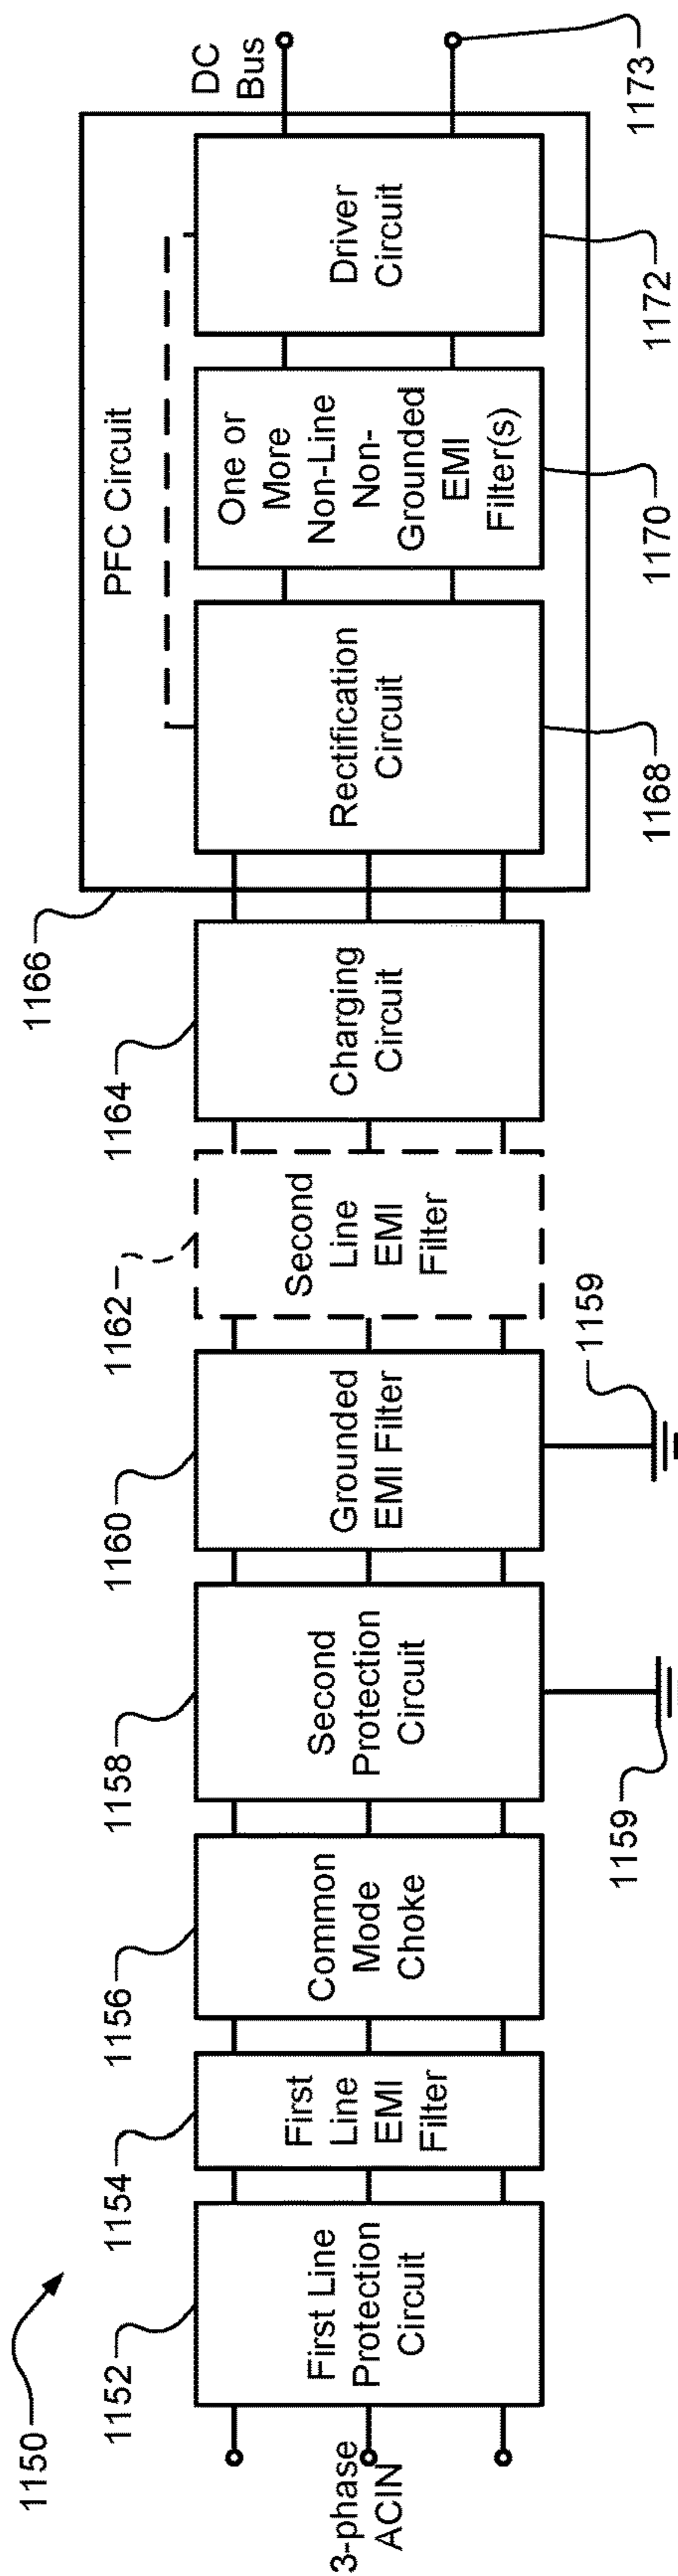 1150
3-phase
ACIN
1152
First Line
Protection
Circuit
1154
First
Line
EMI
Filter
1156
Common
Mode
Choke
1158
Second
Protection
Circuit
1159
1160
Grounded
EMI Filter
1159
1162
Second
Line
EMI
Filter
1164
Charging
Circuit
1166
PFC Circuit
Rectification
Circuit
1168
One or
More
Non-Line
Non-
Grounded
EMI
Filter(s)
1170
Driver
Circuit
1172
DC
Bus
1173